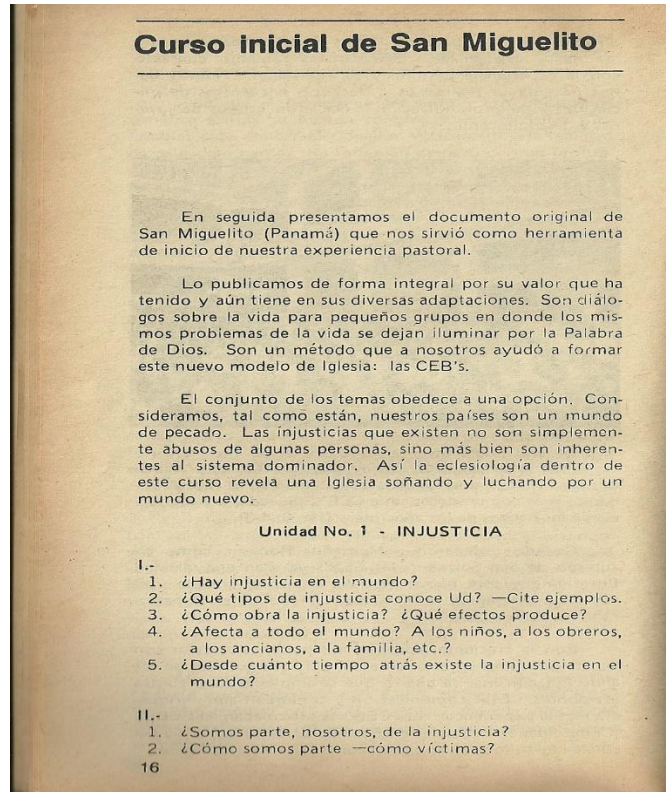 Curso inicial de San Miguelito
En seguida presentamos el documento original de
San Miguelito (Panamá) que nos sirvió como herramienta
de inicio de nuestra experiencia pastoral.
Lo publicamos de forma integral por su valor que ha
tenido y aún tiene en sus diversas adaptaciones. Son diálo-
gos sobre la vida para pequeños grupos en donde los mis-
mos problemas de la vida se dejan iluminar por la Palabra
de Dios. Son un método que a nosotros ayudó a formar
este nuevo modelo de Iglesia: las CEB's.
El conjunto de los temas obedece a una opción. Con-
sideramos, tal como están, nuestros países son un mundo
de pecado. Las injusticias que existen no son simplemen-
te abusos de algunas personas, sino más bien son inheren-
tes al sistema dominador. Así la eclesiología dentro de
este curso revela una Iglesia soñando y luchando por un
mundo nuevo.
Unidad No. 1 - INJUSTICIA
I.-
1. ¿Hay injusticia en el mundo?
2. ¿Qué tipos de injusticia conoce Ud? —Cite ejemplos.
3. ¿Cómo obra la injusticia? ¿Qué efectos produce?
4. ¿Afecta a todo el mundo? A los niños, a los obreros,
a los ancianos, a la familia, etc.?
5. ¿Desde cuánto tiempo atrás existe la injusticia en el
mundo?
II.-
1. ¿Somos parte, nosotros, de la injusticia?
2. ¿Cómo somos parte —cómo víctimas?
16